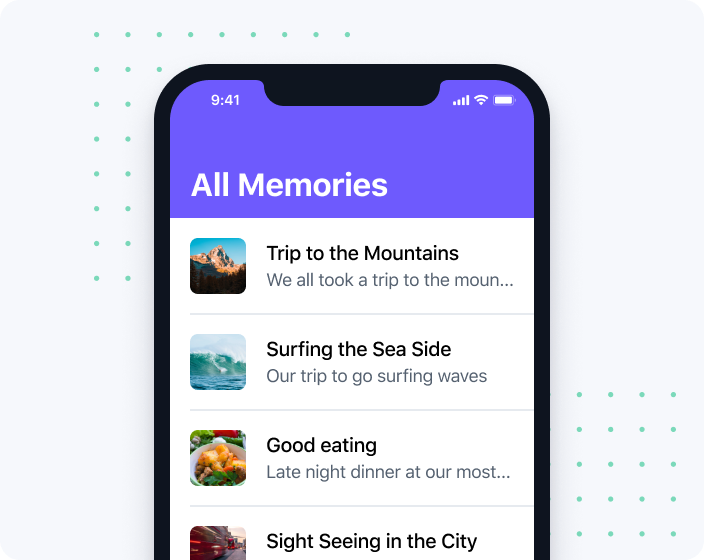 9:41
All Memories
Trip to the Mountains
We all took a trip to the moun...
Surfing the Sea Side
Our trip to go surfing waves
Good eating
Late night dinner at our most...
Sight Seeing in the City